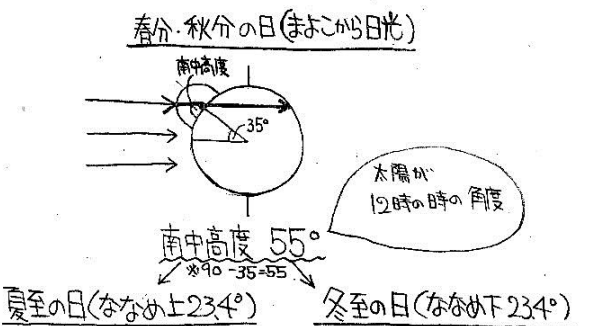 春分・秋分の日(まよこから日光)
南中高度
35°
太陽が
12時の時の角度
南中高度 55°
※90-35=55
夏至の日(ななめ上23.4°)
冬至の日(ななめ下23.4°)